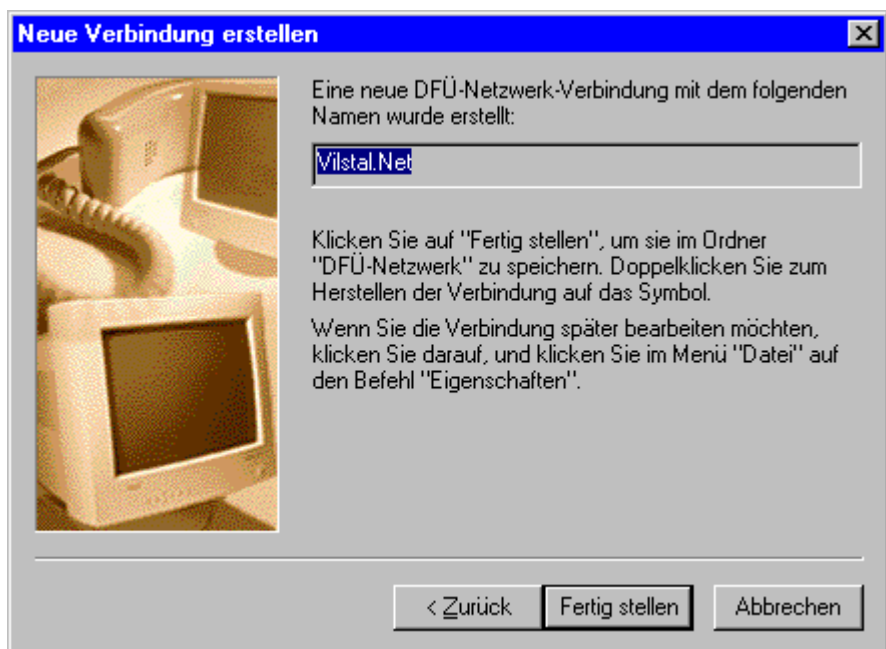 Neue Verbindung erstellen
Eine neue DFÜ-Netzwerk-Verbindung mit dem folgenden
Namen wurde erstellt:
Vilstal.Net
Klicken Sie auf "Fertig stellen", um sie im Ordner
"DFÜ-Netzwerk" zu speichern. Doppelklicken Sie zum
Herstellen der Verbindung auf das Symbol.
Wenn Sie die Verbindung später bearbeiten möchten,
klicken Sie darauf, und klicken Sie im Menü "Datei" auf
den Befehl "Eigenschaften".
< Zurück
Fertig stellen
Abbrechen